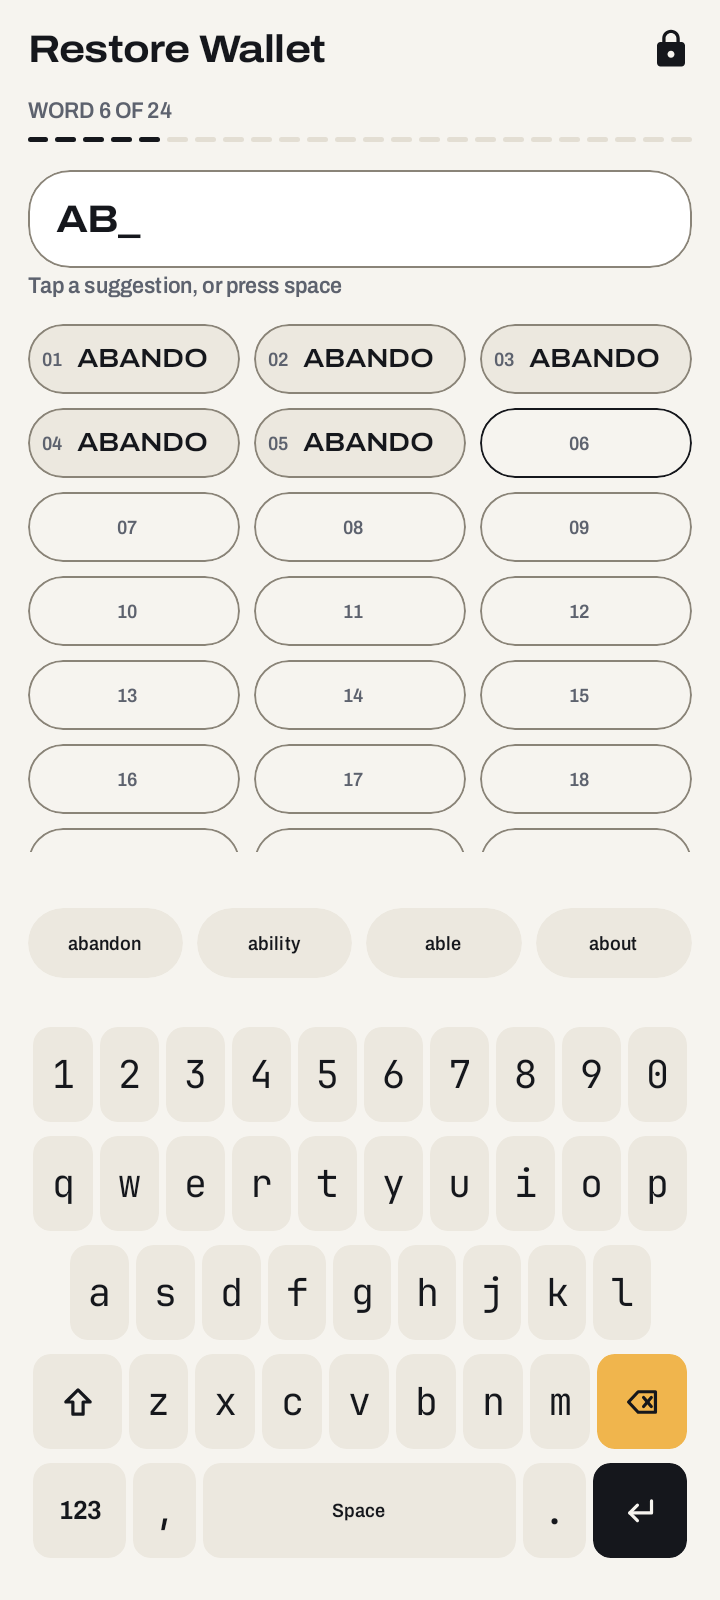 Restore Wallet
WORD 6 OF 24
AB_
Tap a suggestion, or press space
01 ABANDO 02 ABANDO 03 ABANDO
04 ABANDO 05 ABANDO 06
07 08 09
10 11 12
13 14 15
16 17 18
abandon ability able about
1 2 3 4 5 6 7 8 9 0
q w e r t y u i o p
a s d f g h j k l
z x c v b n m
123 , Space .